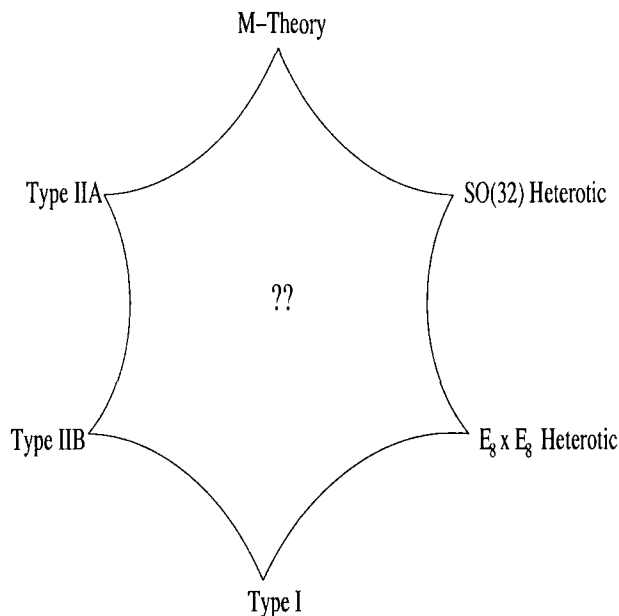 M–Theory
Type IIA
SO(32) Heterotic
??
Type IIB
E₈ x E₈ Heterotic
Type I